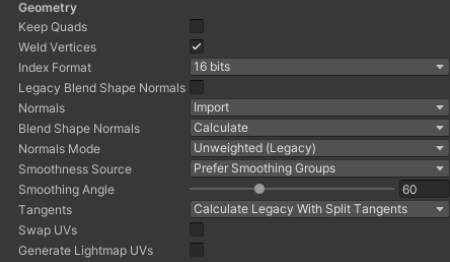 Geometry
Keep Quads
Weld Vertices
Index Format 16 bits
Legacy Blend Shape Normals
Normals Import
Blend Shape Normals Calculate
Normals Mode Unweighted (Legacy)
Smoothness Source Prefer Smoothing Groups
Smoothing Angle 60
Tangents Calculate Legacy With Split Tangents
Swap UVs
Generate Lightmap UVs